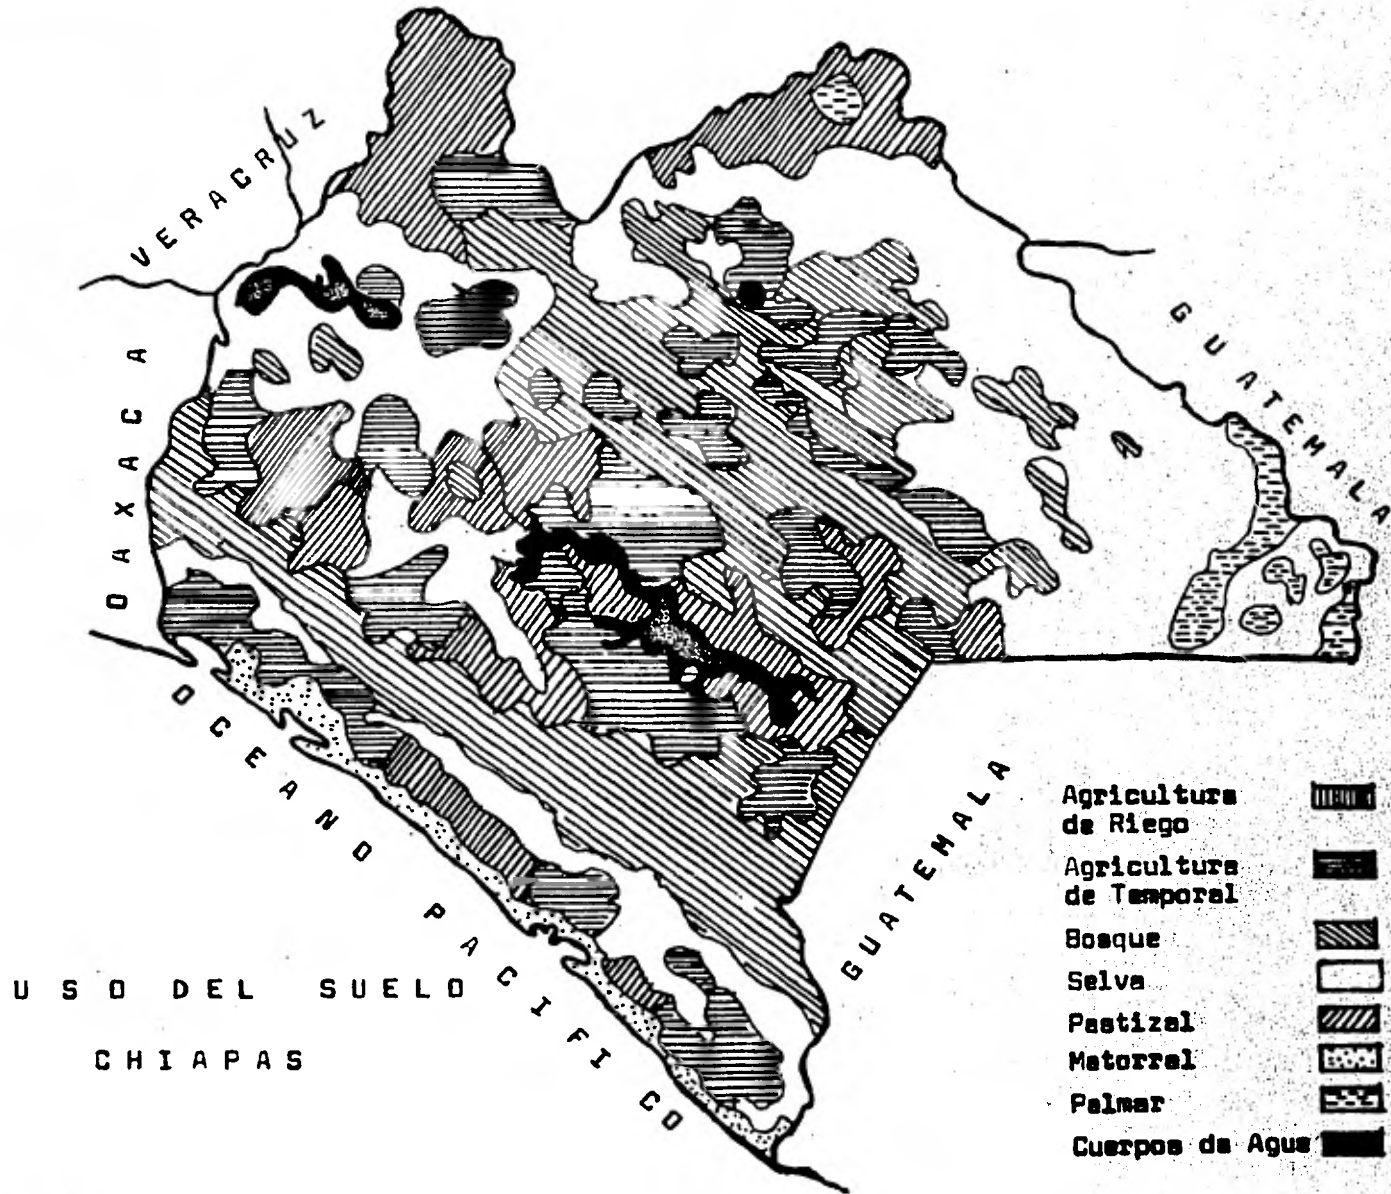 VERACRUZ
OAXACA
GUATEMALA
OCEANO PACIFICO
GUATEMALA
Agricultura
de Riego
Agricultura
de Temporal
Bosque
Selva
Pastizal
Matorral
Palmar
Cuerpos de Agua
USO DEL SUELO
CHIAPAS